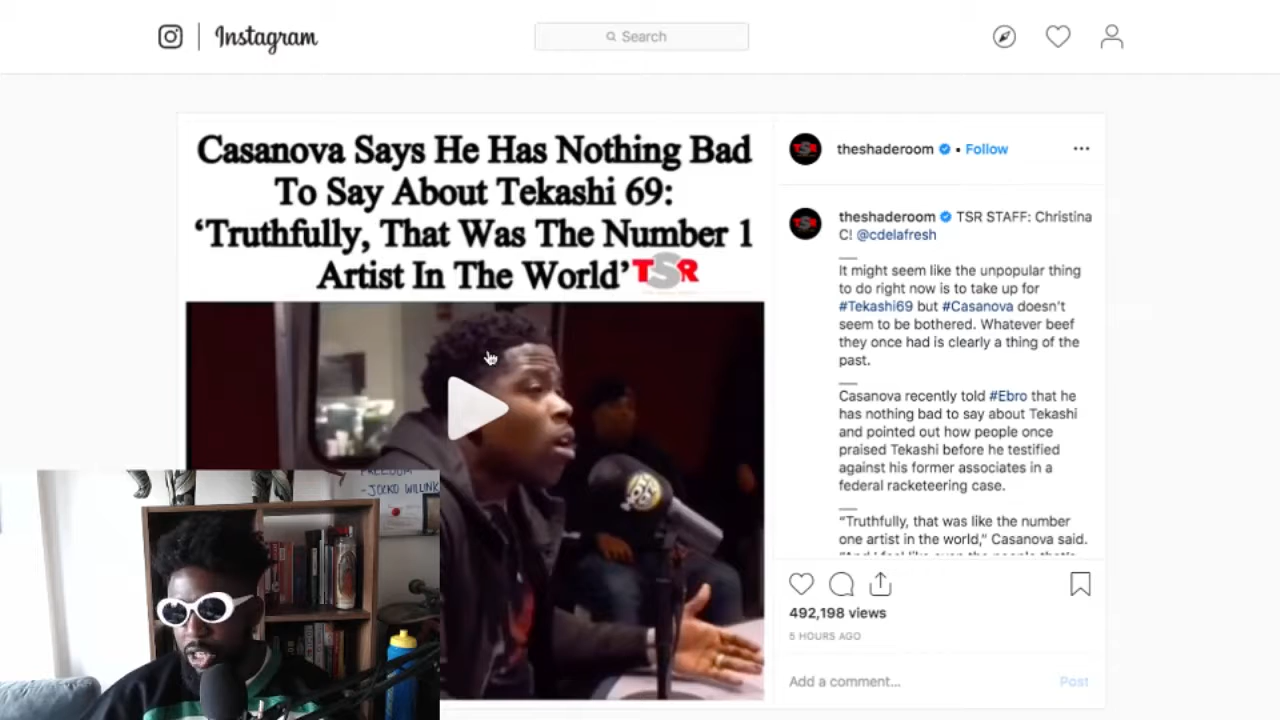 Instagram
Search
Casanova Says He Has Nothing Bad
To Say About Tekashi 69:
‘Truthfully, That Was The Number 1
Artist In The World’ TSR
TSR
theshaderoom • Follow
TSR
theshaderoom TSR STAFF: Christina
C! @cdelafresh
It might seem like the unpopular thing
to do right now is to take up for
#Tekashi69 but #Casanova doesn't
seem to be bothered. Whatever beef
they once had is clearly a thing of the
past.
Casanova recently told #Ebro that he
has nothing bad to say about Tekashi
and pointed out how people once
praised Tekashi before he testified
against his former associates in a
federal racketeering case.
“Truthfully, that was like the number
one artist in the world,” Casanova said.
492,198 views
5 HOURS AGO
Add a comment...
Post
FREEDOM
-JOCKO WILLINK